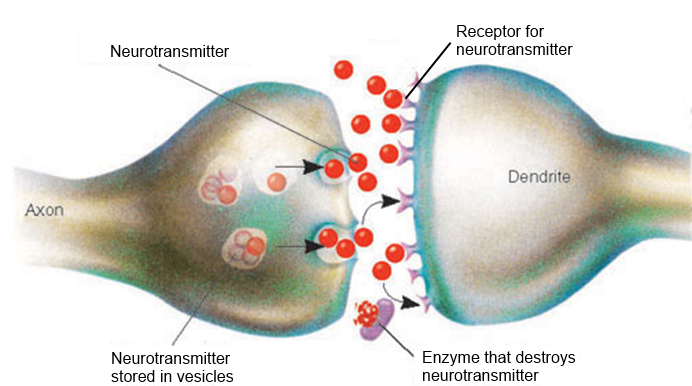 Receptor for
neurotransmitter
Neurotransmitter
Dendrite
Axon
Neurotransmitter
stored in vesicles
Enzyme that destroys
neurotransmitter